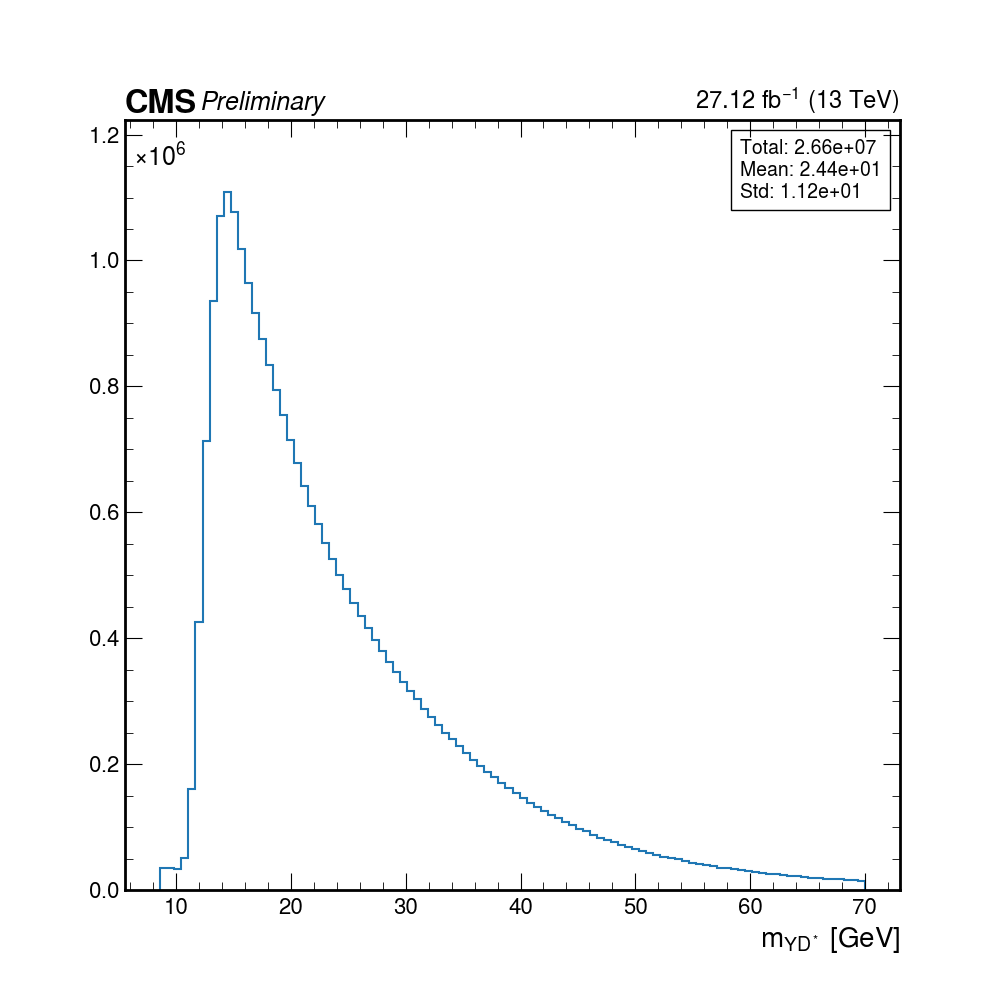 CMS Preliminary 27.12 fb⁻¹ (13 TeV)
×10⁶
Total: 2.66e+07
Mean: 2.44e+01
Std: 1.12e+01
1.2
1.0
0.8
0.6
0.4
0.2
0.0
10 20 30 40 50 60 70
m_YD* [GeV]